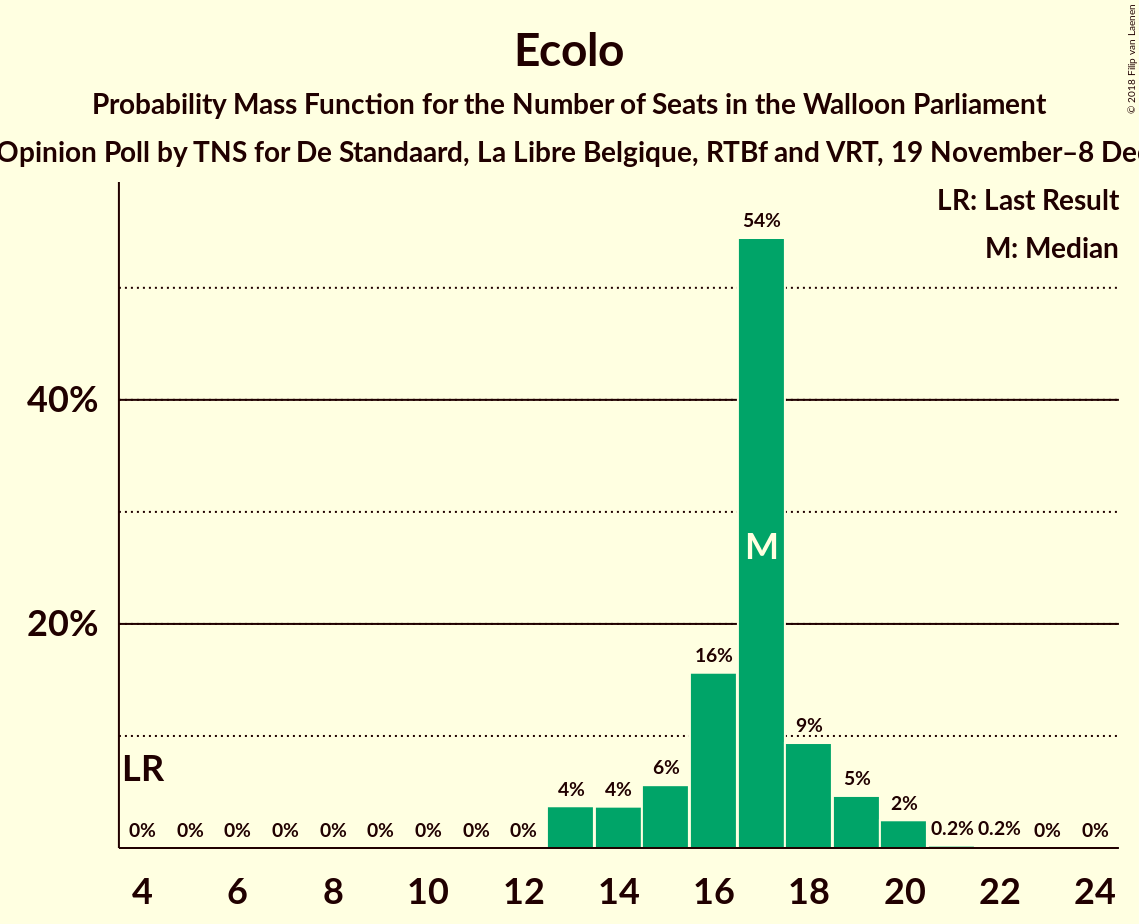 Ecolo
Probability Mass Function for the Number of Seats in the Walloon Parliament
Opinion Poll by TNS for De Standaard, La Libre Belgique, RTBf and VRT, 19 November–8 De
© 2018 Filip van Laenen
LR: Last Result
M: Median
54%
40%
M
20%
16%
9%
LR
6%
5%
4%
4%
2%
0%
0%
0%
0%
0%
0%
0%
0%
0%
0.2%
0.2%
0%
0%
4 6 8 10 12 14 16 18 20 22 24